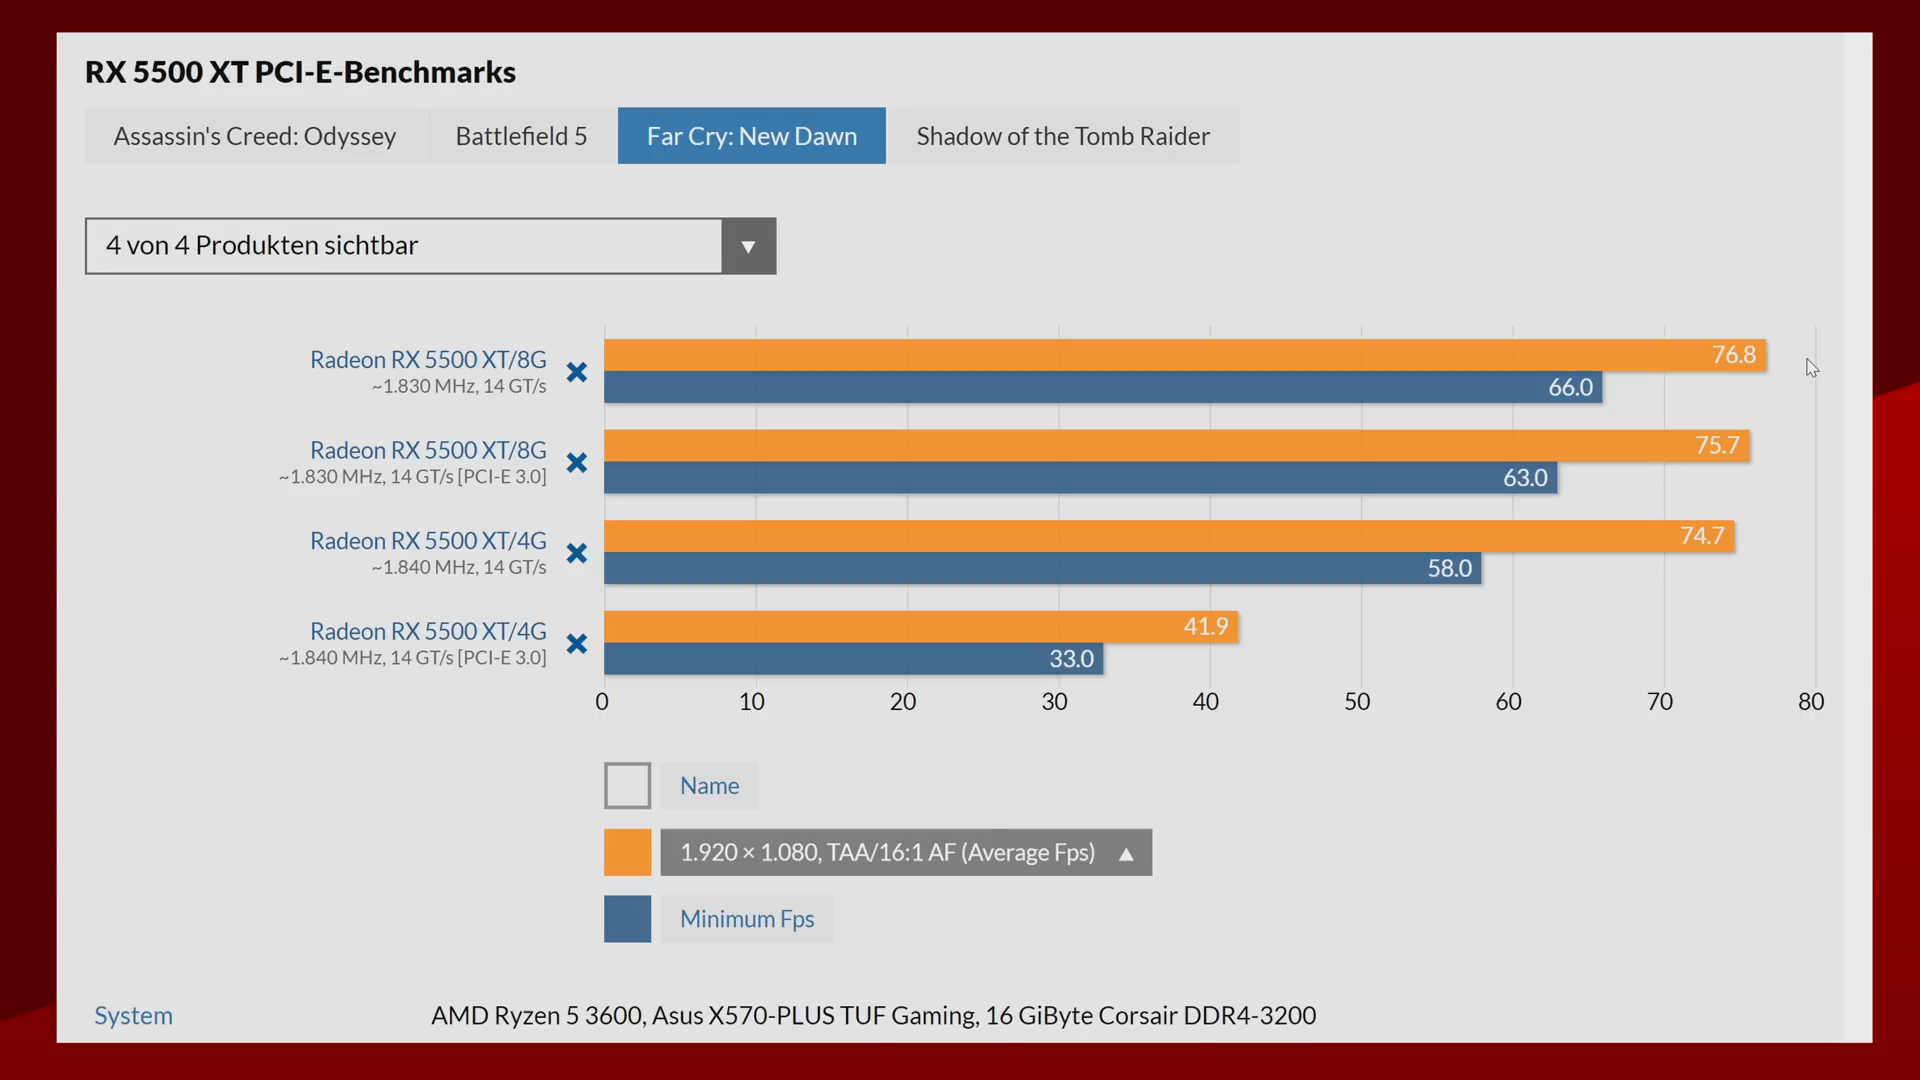 RX 5500 XT PCI-E-Benchmarks
Assassin's Creed: Odyssey Battlefield 5 Far Cry: New Dawn Shadow of the Tomb Raider
4 von 4 Produkten sichtbar
Radeon RX 5500 XT/8G 76.8
~1.830 MHz, 14 GT/s 66.0
Radeon RX 5500 XT/8G 75.7
~1.830 MHz, 14 GT/s [PCI-E 3.0] 63.0
Radeon RX 5500 XT/4G 74.7
~1.840 MHz, 14 GT/s 58.0
Radeon RX 5500 XT/4G 41.9
~1.840 MHz, 14 GT/s [PCI-E 3.0] 33.0
0 10 20 30 40 50 60 70 80
Name
1.920 × 1.080, TAA/16:1 AF (Average Fps)
Minimum Fps
System AMD Ryzen 5 3600, Asus X570-PLUS TUF Gaming, 16 GiByte Corsair DDR4-3200